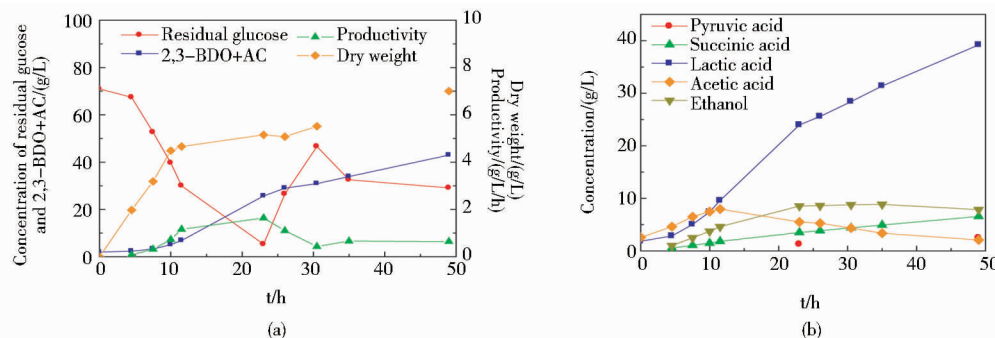 Concentration of residual gucose
and 2,3-BDO+AC/(g/L)
100
80
60
40
20
0
Residual glucose
2,3-BDO+AC
Productivity
Dry weight
10
8
6
4
2
0
Dry weight/(g/L)
Productivity/(g/L/h)
0 10 20 30 40 50
t/h
(a)
Concentration/(g/L)
40
30
20
10
0
Pyruvic acid
Succinic acid
Lactic acid
Acetic acid
Ethanol
0 10 20 30 40 50
t/h
(b)